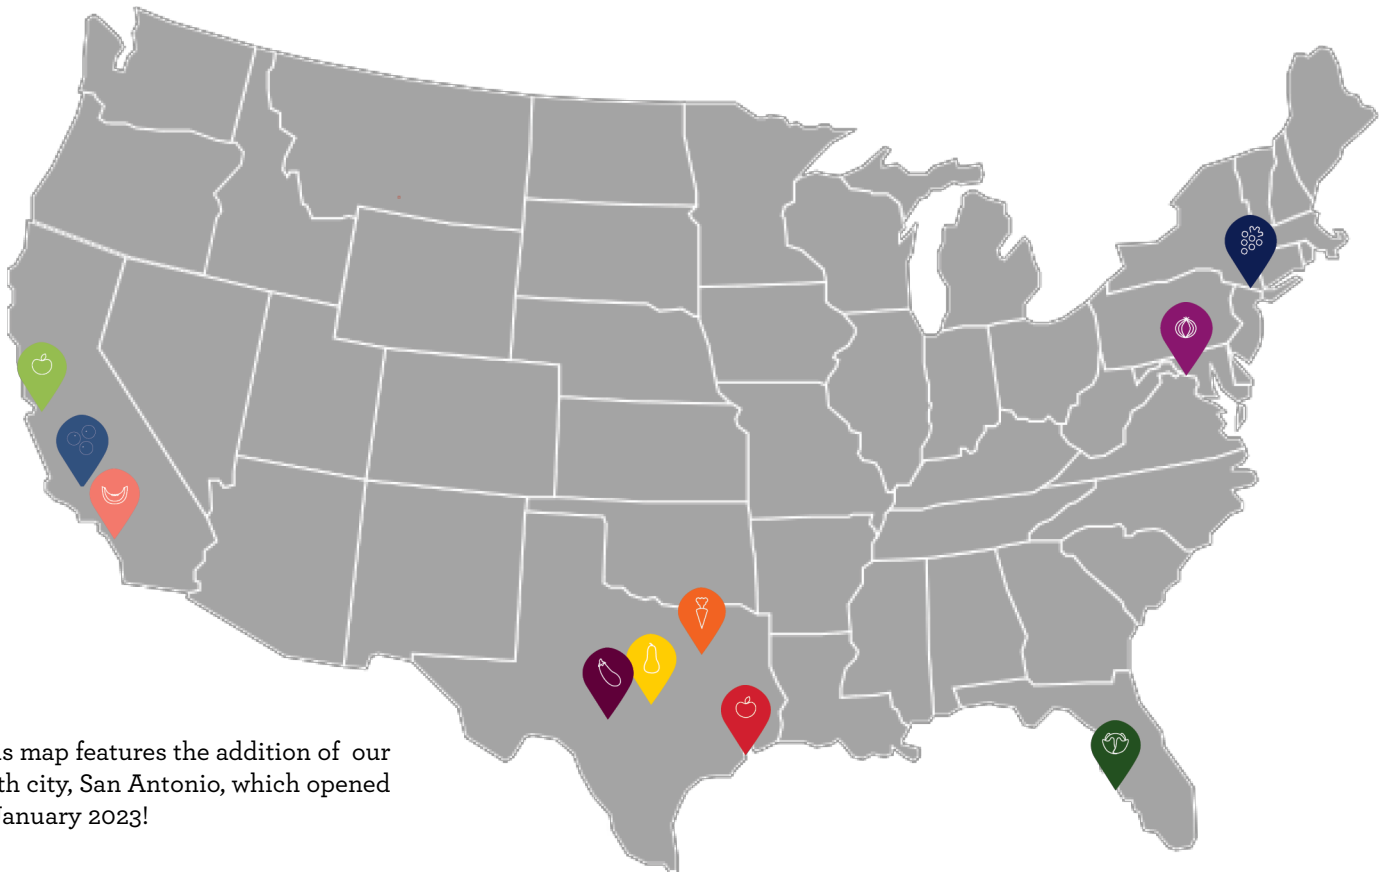 s map features the addition of our
th city, San Antonio, which opened
January 2023!